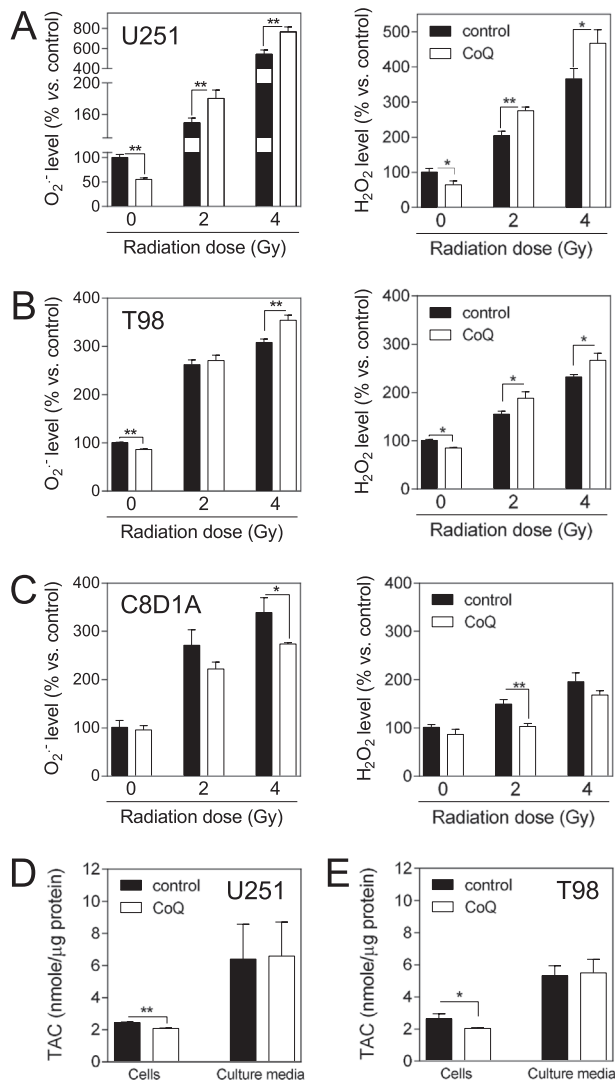 A
U251
O2·- level (% vs. control)
800
700
600
500
400
200
160
100
50
0
**
**
**
0 2 4
Radiation dose (Gy)
H2O2 level (% vs. control)
500
400
300
200
100
0
control
CoQ
*
**
*
0 2 4
Radiation dose (Gy)
B
T98
O2·- level (% vs. control)
400
300
200
100
0
**
**
0 2 4
Radiation dose (Gy)
H2O2 level (% vs. control)
400
300
200
100
0
control
CoQ
*
*
*
0 2 4
Radiation dose (Gy)
C
C8D1A
O2·- level (% vs. control)
400
300
200
100
0
*
0 2 4
Radiation dose (Gy)
H2O2 level (% vs. control)
400
300
200
100
0
control
CoQ
**
0 2 4
Radiation dose (Gy)
D
U251
TAC (nmole/µg protein)
12
10
8
6
4
2
0
control
CoQ
**
Cells Culture media
E
T98
TAC (nmole/µg protein)
12
10
8
6
4
2
0
control
CoQ
*
Cells Culture media